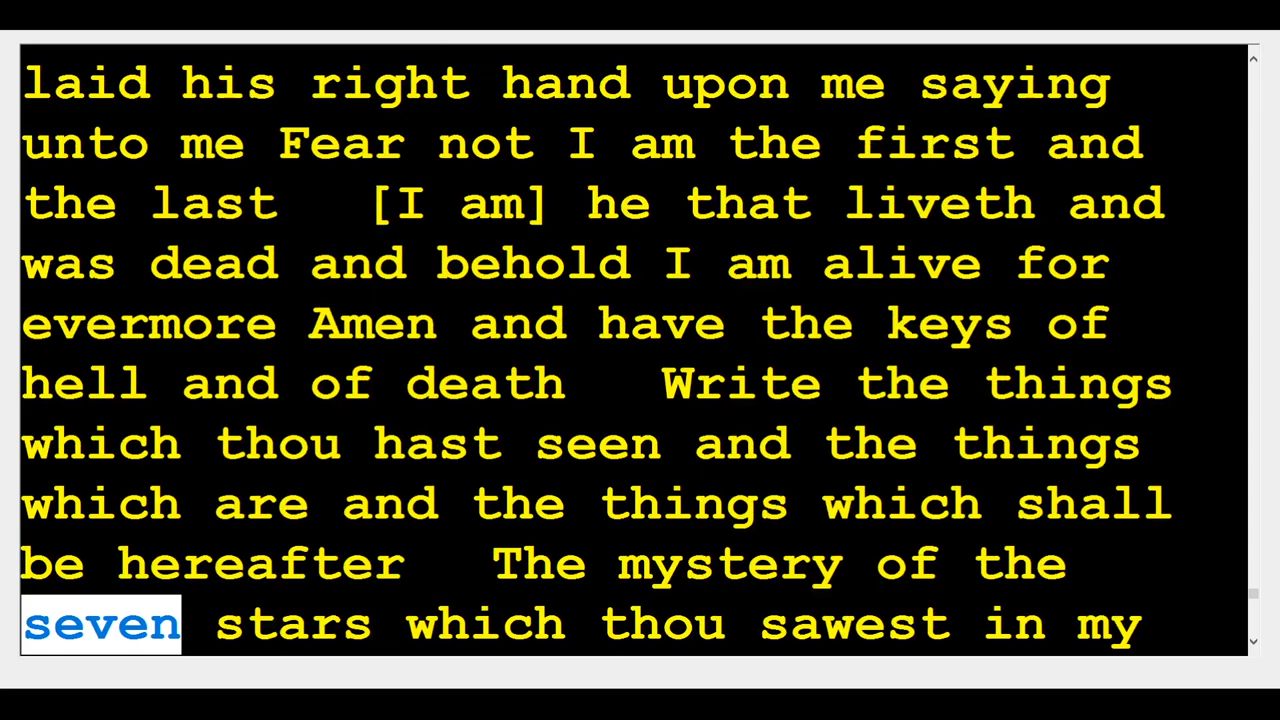 laid his right hand upon me saying
unto me Fear not I am the first and
the last   [I am] he that liveth and
was dead and behold I am alive for
evermore Amen and have the keys of
hell and of death   Write the things
which thou hast seen and the things
which are and the things which shall
be hereafter   The mystery of the
seven stars which thou sawest in my